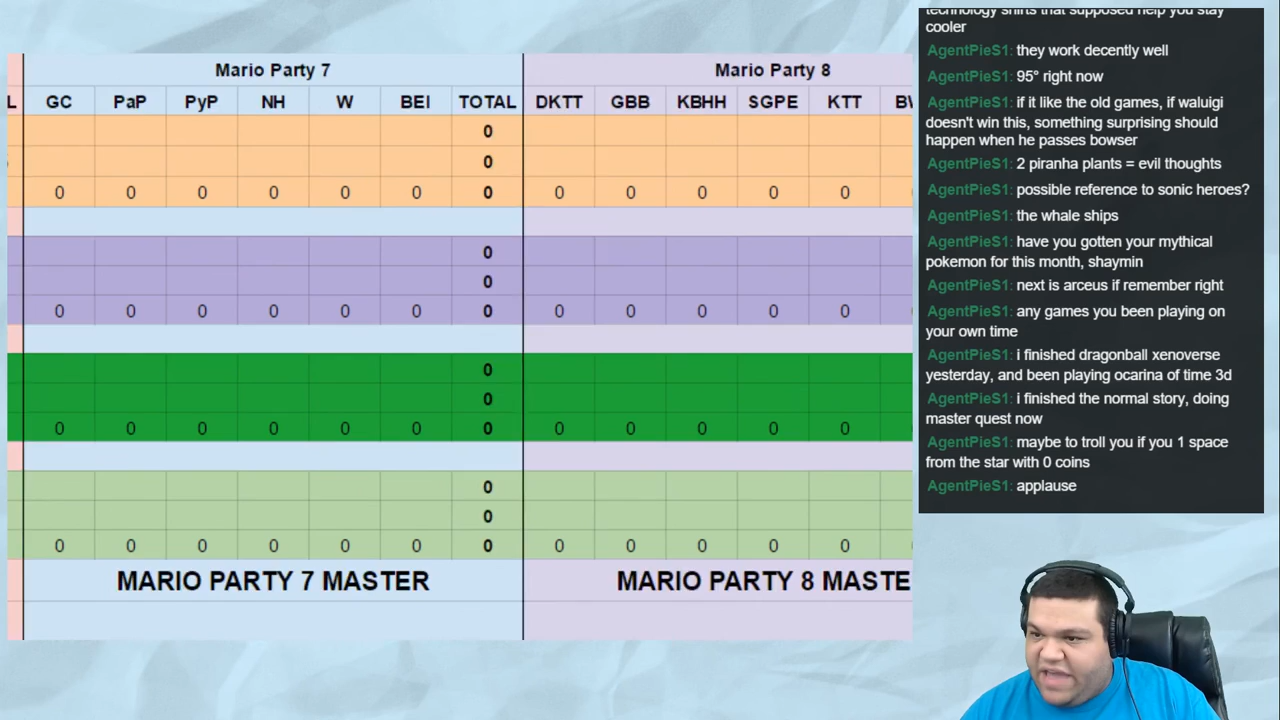 Mario Party 7 Mario Party 8
L GC PaP PyP NH W BEI TOTAL DKTT GBB KBHH SGPE KTT
0
0
0 0 0 0 0 0 0 0 0 0 0 0
0
0
0 0 0 0 0 0 0 0 0 0 0 0
0
0
0 0 0 0 0 0 0 0 0 0 0 0
0
0
0 0 0 0 0 0 0 0 0 0 0 0
MARIO PARTY 7 MASTER MARIO PARTY 8 MASTE
technology shirts that supposed help you stay
cooler
AgentPieS1: they work decently well
AgentPieS1: 95° right now
AgentPieS1: if it like the old games, if waluigi
doesn't win this, something surprising should
happen when he passes bowser
AgentPieS1: 2 piranha plants = evil thoughts
AgentPieS1: possible reference to sonic heroes?
AgentPieS1: the whale ships
AgentPieS1: have you gotten your mythical
pokemon for this month, shaymin
AgentPieS1: next is arceus if remember right
AgentPieS1: any games you been playing on
your own time
AgentPieS1: i finished dragonball xenoverse
yesterday, and been playing ocarina of time 3d
AgentPieS1: i finished the normal story, doing
master quest now
AgentPieS1: maybe to troll you if you 1 space
from the star with 0 coins
AgentPieS1: applause